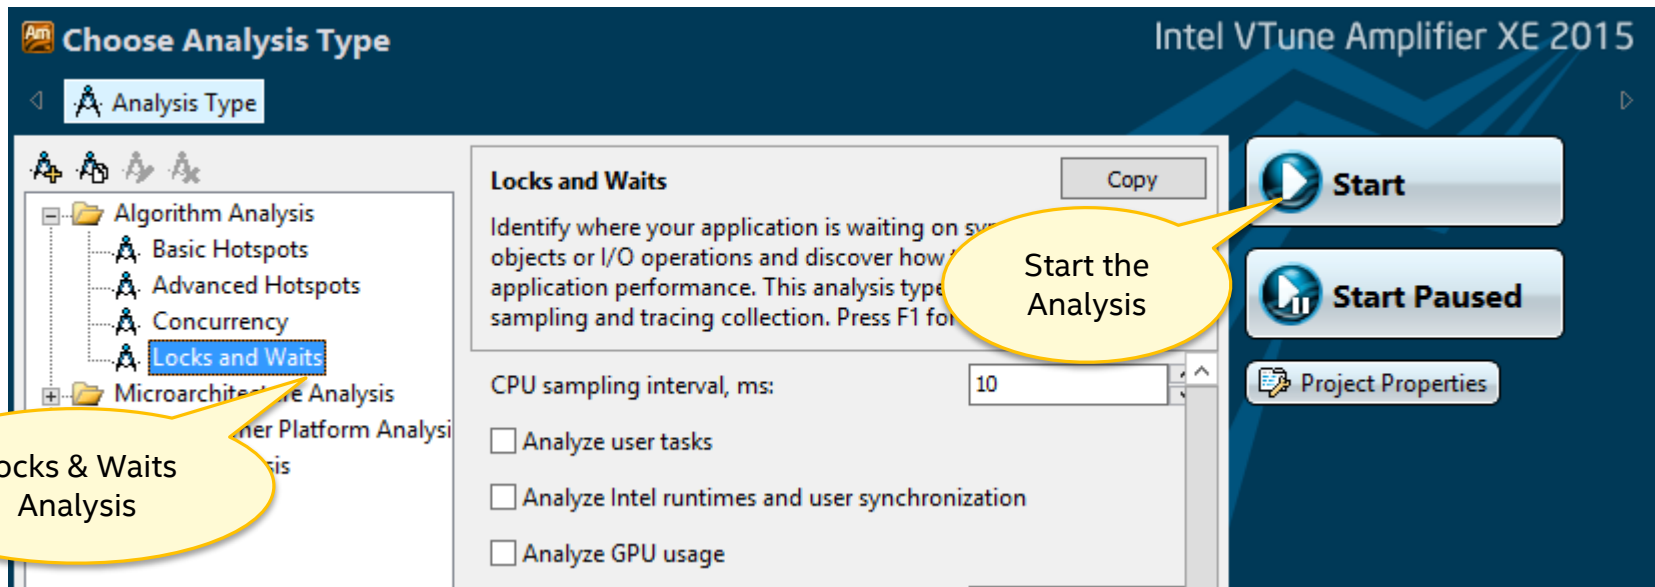 Choose Analysis Type
Intel VTune Amplifier XE 2015
Analysis Type
Algorithm Analysis
Basic Hotspots
Advanced Hotspots
Concurrency
Locks and Waits
Microarchitecture Analysis
Platform Analysi
Locks & Waits
Analysis
Locks and Waits
Copy
Identify where your application is waiting on
objects or I/O operations and discover how
application performance. This analysis type
sampling and tracing collection. Press F1 for
CPU sampling interval, ms:
10
Analyze user tasks
Analyze Intel runtimes and user synchronization
Analyze GPU usage
Start the
Analysis
Start
Start Paused
Project Properties